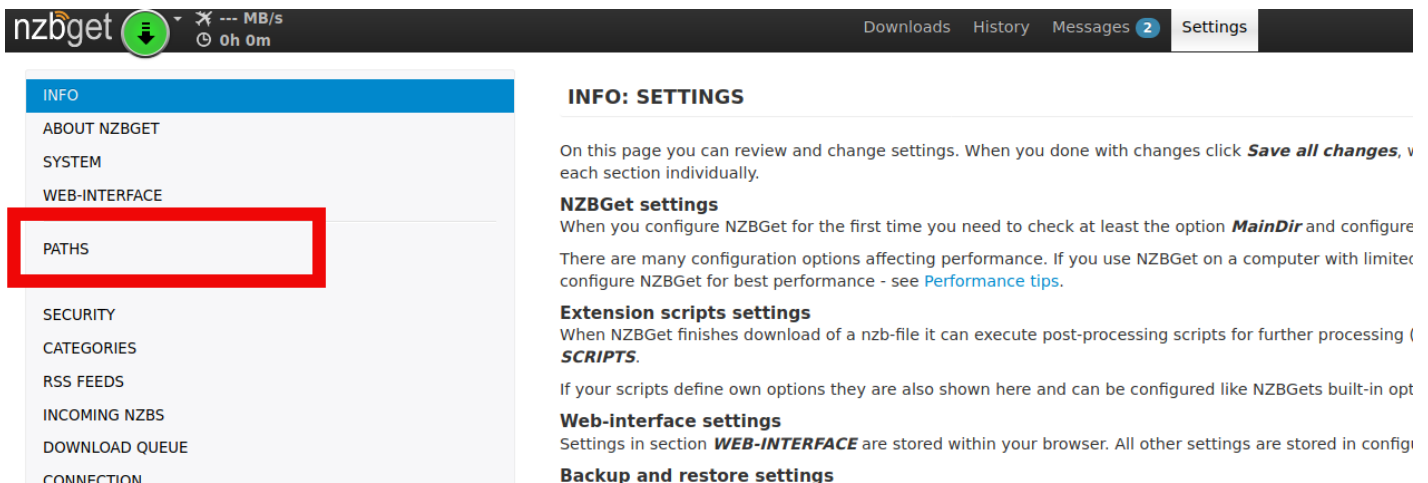 nzbget
--- MB/s
0h 0m
Downloads History Messages 2 Settings
INFO
ABOUT NZBGET
SYSTEM
WEB-INTERFACE
PATHS
SECURITY
CATEGORIES
RSS FEEDS
INCOMING NZBS
DOWNLOAD QUEUE
CONNECTION
INFO: SETTINGS
On this page you can review and change settings. When you done with changes click Save all changes,
each section individually.
NZBGet settings
When you configure NZBGet for the first time you need to check at least the option MainDir and configure
There are many configuration options affecting performance. If you use NZBGet on a computer with limited
configure NZBGet for best performance - see Performance tips.
Extension scripts settings
When NZBGet finishes download of a nzb-file it can execute post-processing scripts for further processing (
SCRIPTS.
If your scripts define own options they are also shown here and can be configured like NZBGets built-in opt
Web-interface settings
Settings in section WEB-INTERFACE are stored within your browser. All other settings are stored in config
Backup and restore settings